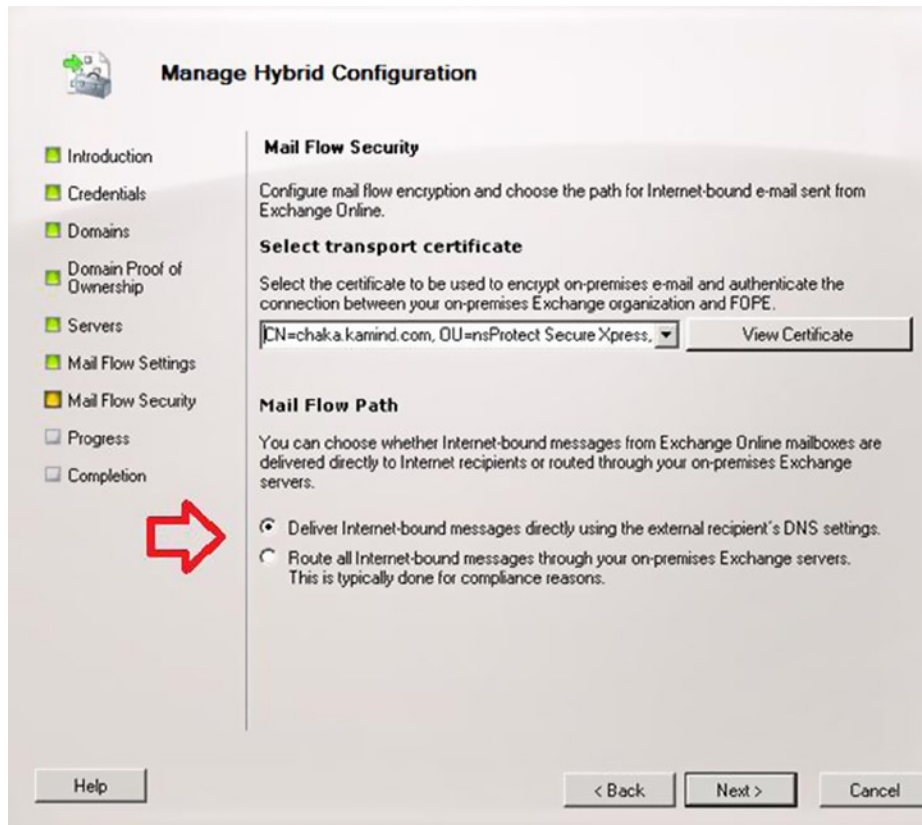 Manage Hybrid Configuration
Introduction
Credentials
Domains
Domain Proof of
Ownership
Servers
Mail Flow Settings
Mail Flow Security
Progress
Completion
Mail Flow Security
Configure mail flow encryption and choose the path for Internet-bound e-mail sent from
Exchange Online.
Select transport certificate
Select the certificate to be used to encrypt on-premises e-mail and authenticate the
connection between your on-premises Exchange organization and FOPE.
CN=chaka.kamind.com, OU=nsProtect Secure Xpress,
View Certificate
Mail Flow Path
You can choose whether Internet-bound messages from Exchange Online mailboxes are
delivered directly to Internet recipients or routed through your on-premises Exchange
servers.
Deliver Internet-bound messages directly using the external recipient's DNS settings.
Route all Internet-bound messages through your on-premises Exchange servers.
This is typically done for compliance reasons.
Help
< Back
Next >
Cancel